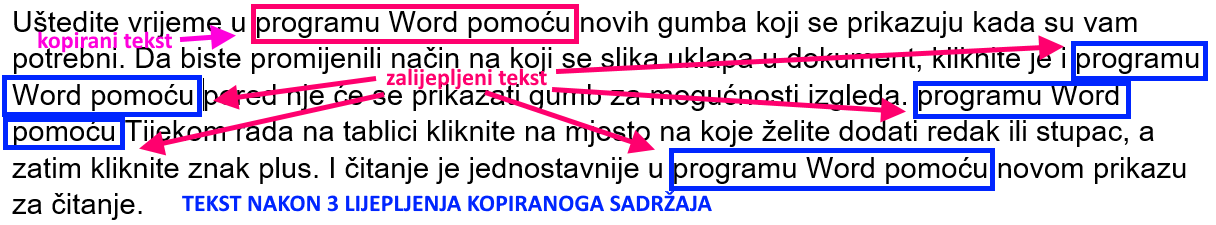 Uštedite vrijeme u programu Word pomoću novih gumba koji se prikazuju kada su vam
kopirani tekst
potrebni. Da biste promijenili način na koji se slika uklapa u dokument, kliknite je i programu
zalijepljeni tekst
Word pomoću pored nje će se prikazati gumb za mogućnosti izgleda. programu Word
pomoću Tijekom rada na tablici kliknite na mjesto na koje želite dodati redak ili stupac, a
zatim kliknite znak plus. I čitanje je jednostavnije u programu Word pomoću novom prikazu
za čitanje.
TEKST NAKON 3 LIJEPLJENJA KOPIRANOGA SADRŽAJA